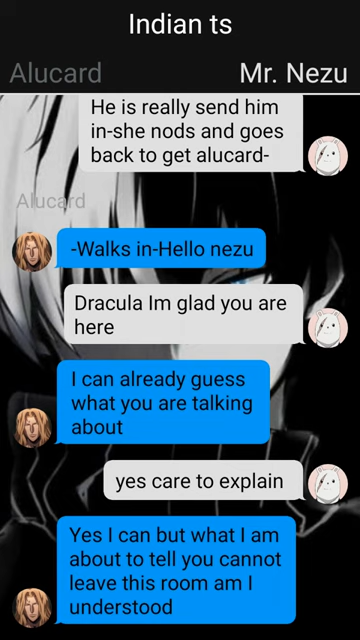 Indian ts
Alucard
Mr. Nezu
He is really send him
in-she nods and goes
back to get alucard-
Alucard
-Walks in-Hello nezu
Dracula Im glad you are
here
I can already guess
what you are talking
about
yes care to explain
Yes I can but what I am
about to tell you cannot
leave this room am I
understood